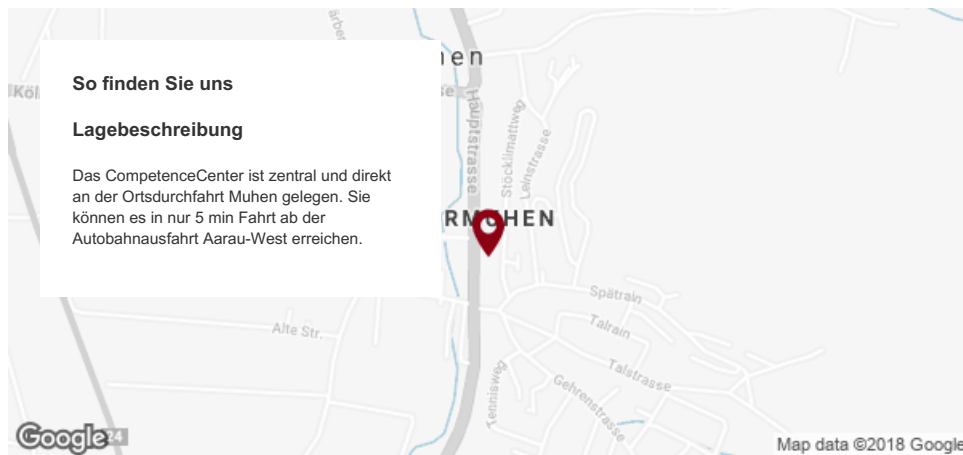 So finden Sie uns
Lagebeschreibung
Das CompetenceCenter ist zentral und direkt
an der Ortsdurchfahrt Muhen gelegen. Sie
können es in nur 5 min Fahrt ab der
Autobahnausfahrt Aarau-West erreichen.
Hauptstrasse
Stöcklimattweg
Leinstrasse
Spätrain
Talrain
Talstrasse
Gehrenstrasse
Tennisweg
Alte Str.
24
Google
Map data ©2018 Google